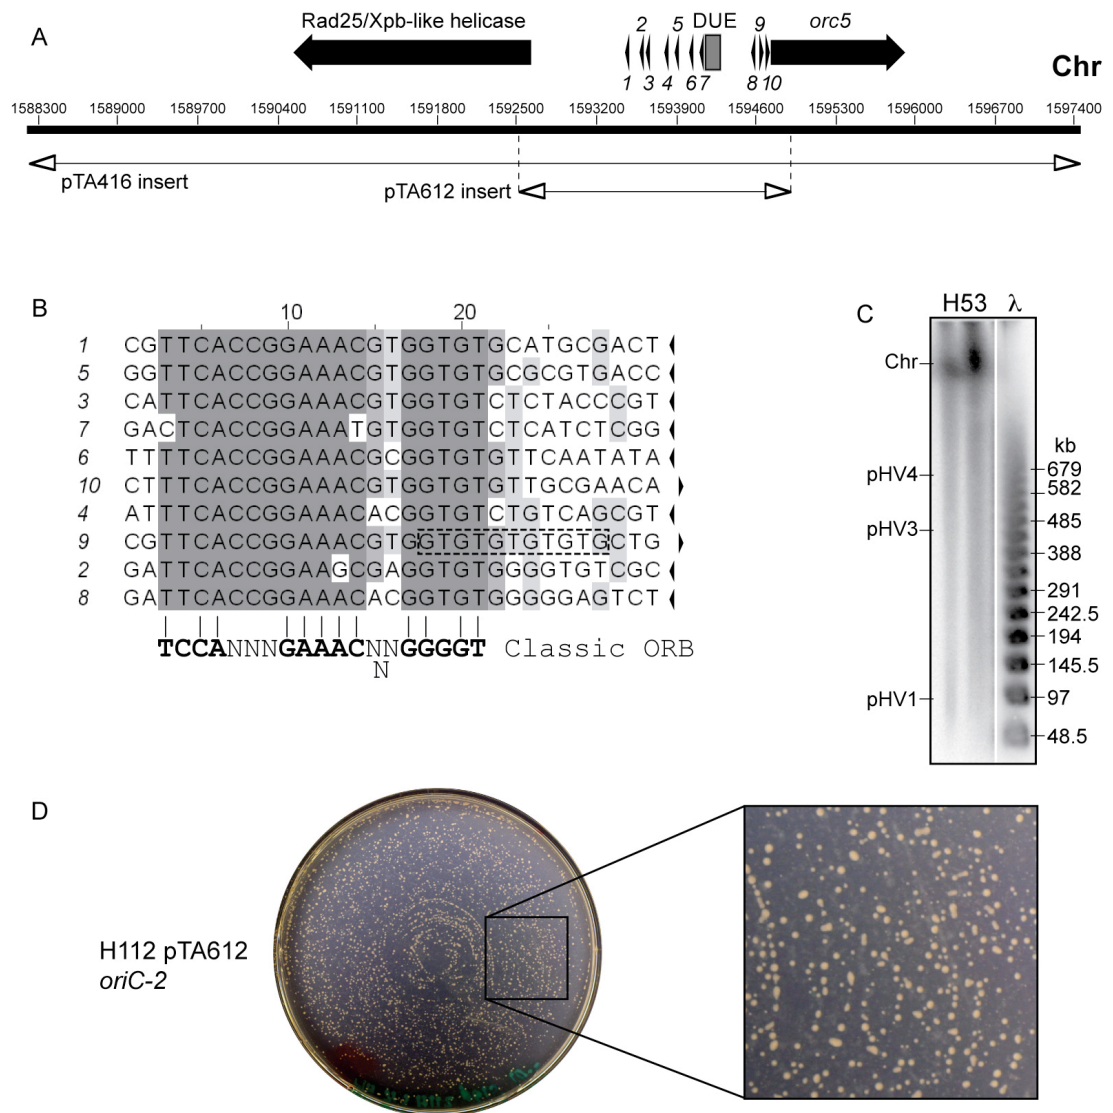 A
Rad25/Xpb-like helicase
2 5 DUE 9 orc5
1 3 4 6 7 8 10
Chr
1588300 1589000 1589700 1590400 1591100 1591800 1592500 1593200 1593900 1594600 1595300 1596000 1596700 1597400
pTA416 insert
pTA612 insert
B
10 20
1 CGTTCACCGGAAACGTGGTGTGCATGCGACT
5 GGTTCACCGGAAACGTGGTGTGCGCGTGACC
3 CATTCACCGGAAACGTGGTGTCTCTACCCGT
7 GACTCACCGGAAATGTGGTGTCTCATCTCGG
6 TTTTCACCGGAAACGCGGTGTGTTCAATATA
10 CTTTCACCGGAAACGTGGTGTGTTGCGAACA
4 ATTTCACCGGAAACACGGTGTCTGTCAGCGT
9 CGTTCACCGGAAACGTGGTGTGTGTGTGCTG
2 GATTCACCGGAAGCGAGGTGTGGGGTGTCGC
8 GATTCACCGGAAACACGGTGTGGGGGAGTCT
TCCANNNGAAACNNGGGGT Classic ORB
N
C
H53 λ
Chr
pHV4
pHV3
pHV1
kb
679
582
485
388
291
242.5
194
145.5
97
48.5
D
H112 pTA612
oriC-2